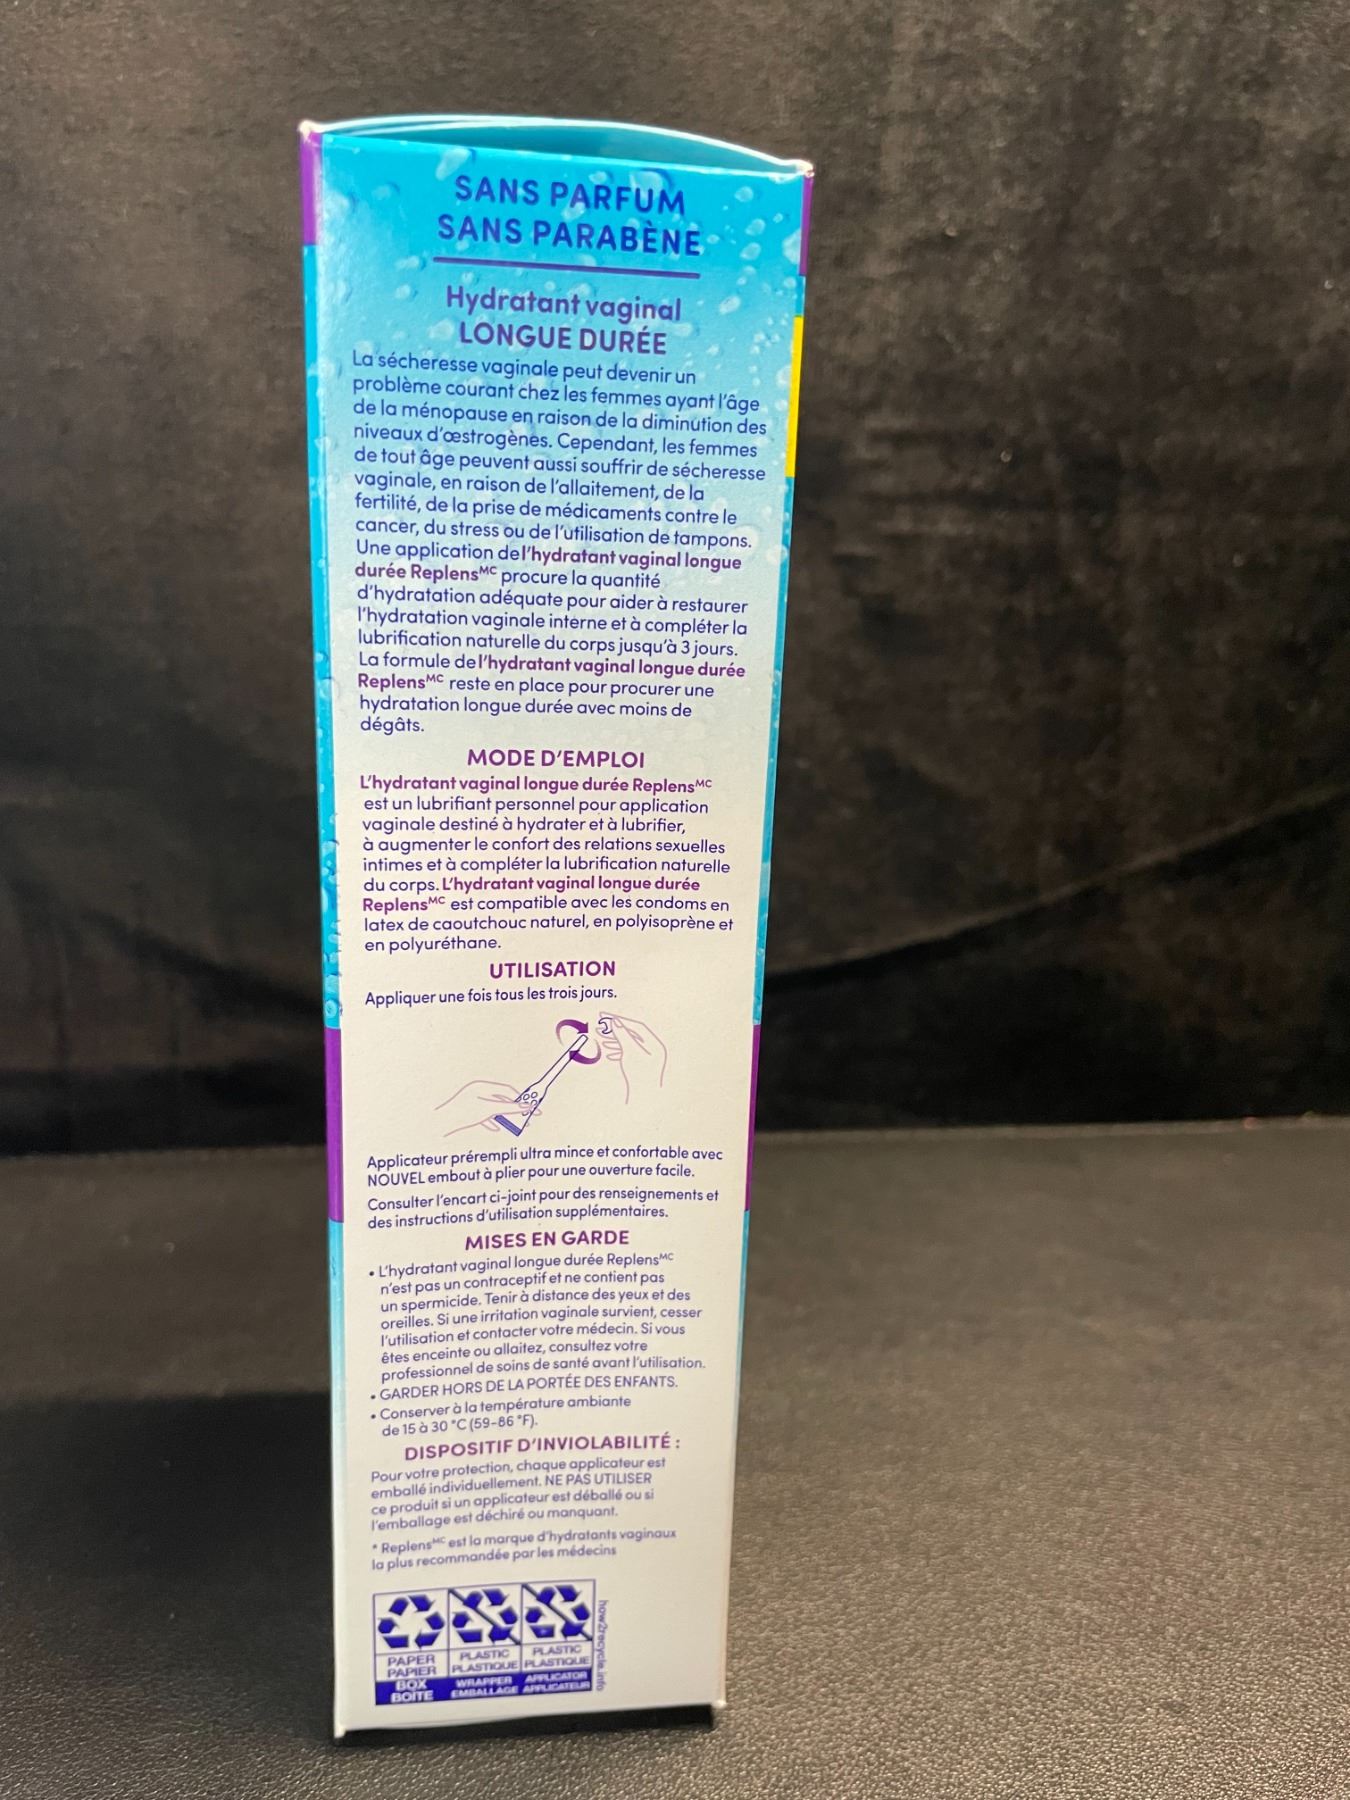 SANS PARFUM
SANS PARABÈNE
Hydratant vaginal
LONGUE DURÉE
La sécheresse vaginale peut devenir un
problème courant chez les femmes ayant l'âge
de la ménopause en raison de la diminution des
niveaux d'œstrogènes. Cependant, les femmes
de tout âge peuvent aussi souffrir de sécheresse
vaginale, en raison de l'allaitement, de la
fertilité, de la prise de médicaments contre le
cancer, du stress ou de l'utilisation de tampons.
Une application de l'hydratant vaginal longue
durée Replens^MC procure la quantité
d'hydratation adéquate pour aider à restaurer
l'hydratation vaginale interne et à compléter la
lubrification naturelle du corps jusqu'à 3 jours.
La formule de l'hydratant vaginal longue durée
Replens^MC reste en place pour procurer une
hydratation longue durée avec moins de
dégâts.
MODE D'EMPLOI
L'hydratant vaginal longue durée Replens^MC
est un lubrifiant personnel pour application
vaginale destiné à hydrater et à lubrifier,
à augmenter le confort des relations sexuelles
intimes et à compléter la lubrification naturelle
du corps. L'hydratant vaginal longue durée
Replens^MC est compatible avec les condoms en
latex de caoutchouc naturel, en polyisoprène et
en polyuréthane.
UTILISATION
Appliquer une fois tous les trois jours.
Applicateur prérempli ultra mince et confortable avec
NOUVEL embout à plier pour une ouverture facile.
Consulter l'encart ci-joint pour des renseignements et
des instructions d'utilisation supplémentaires.
MISES EN GARDE
• L'hydratant vaginal longue durée Replens^MC
n'est pas un contraceptif et ne contient pas
un spermicide. Tenir à distance des yeux et des
oreilles. Si une irritation vaginale survient, cesser
l'utilisation et contacter votre médecin. Si vous
êtes enceinte ou allaitez, consultez votre
professionnel de soins de santé avant l'utilisation.
• GARDER HORS DE LA PORTÉE DES ENFANTS.
• Conserver à la température ambiante
de 15 à 30 °C (59-86 °F).
DISPOSITIF D'INVIOLABILITÉ :
Pour votre protection, chaque applicateur est
emballé individuellement. NE PAS UTILISER
ce produit si un applicateur est déballé ou si
l'emballage est déchiré ou manquant.
* Replens^MC est la marque d'hydratants vaginaux
la plus recommandée par les médecins
PAPER PLASTIC PLASTIC
PAPIER PLASTIQUE PLASTIQUE
BOX WRAPPER APPLICATOR
BOÎTE EMBALLAGE APPLICATEUR
how2recycle.info